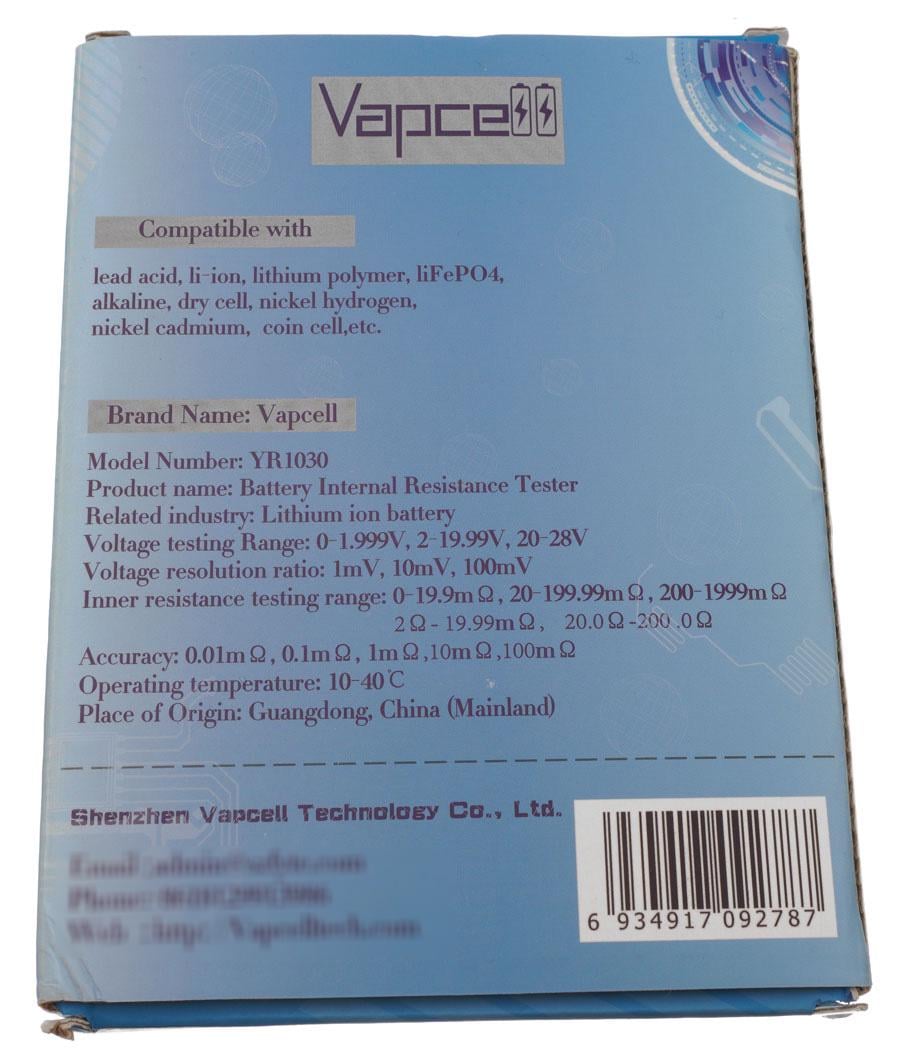 Vapcell
Compatible with
lead acid, li-ion, lithium polymer, liFePO4,
alkaline, dry cell, nickel hydrogen,
nickel cadmium, coin cell,etc.
Brand Name: Vapcell
Model Number: YR1030
Product name: Battery Internal Resistance Tester
Related industry: Lithium ion battery
Voltage testing Range: 0-1.999V, 2-19.99V, 20-28V
Voltage resolution ratio: 1mV, 10mV, 100mV
Inner resistance testing range: 0-19.9mΩ, 20-199.99mΩ, 200-1999mΩ
2Ω - 19.99mΩ, 20.0Ω-200.0Ω
Accuracy: 0.01mΩ, 0.1mΩ, 1mΩ,10mΩ,100mΩ
Operating temperature: 10-40℃
Place of Origin: Guangdong, China (Mainland)
Shenzhen Vapcell Technology Co., Ltd.
6 934917 092787